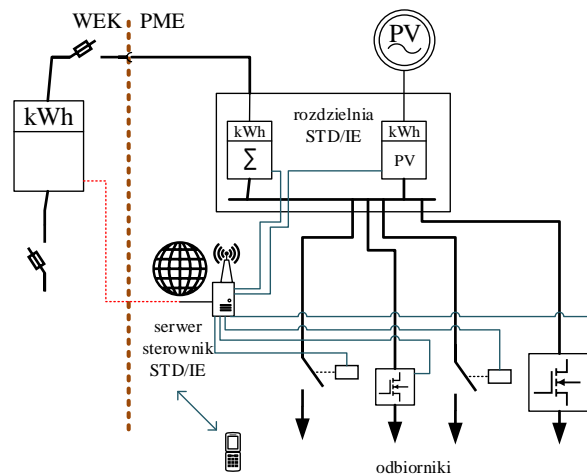 WEK PME
PV
kWh
kWh
Σ
rozdzielnia
STD/IE
kWh
PV
serwer
sterownik
STD/IE
odbiorniki